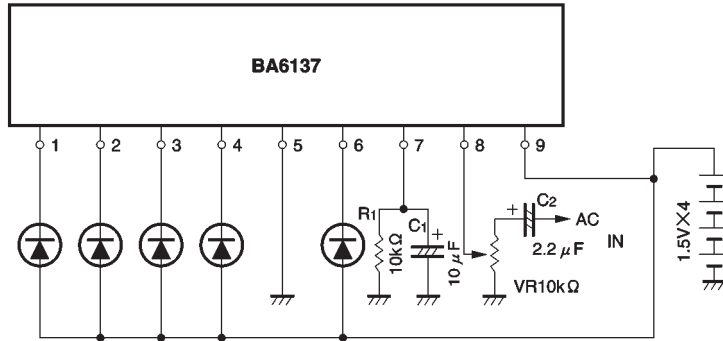 BA6137
1 2 3 4 5 6 7 8 9
R1
10kΩ
C1
+
10μF
+
C2
2.2μF
AC
IN
VR10kΩ
1.5V×4